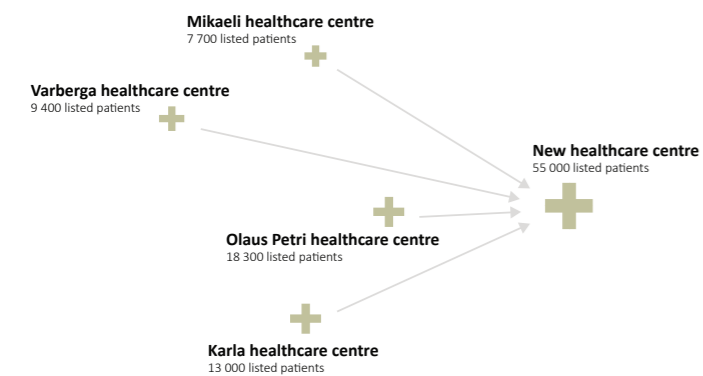 Mikaeli healthcare centre
7 700 listed patients
Varberga healthcare centre
9 400 listed patients
New healthcare centre
55 000 listed patients
Olaus Petri healthcare centre
18 300 listed patients
Karla healthcare centre
13 000 listed patients